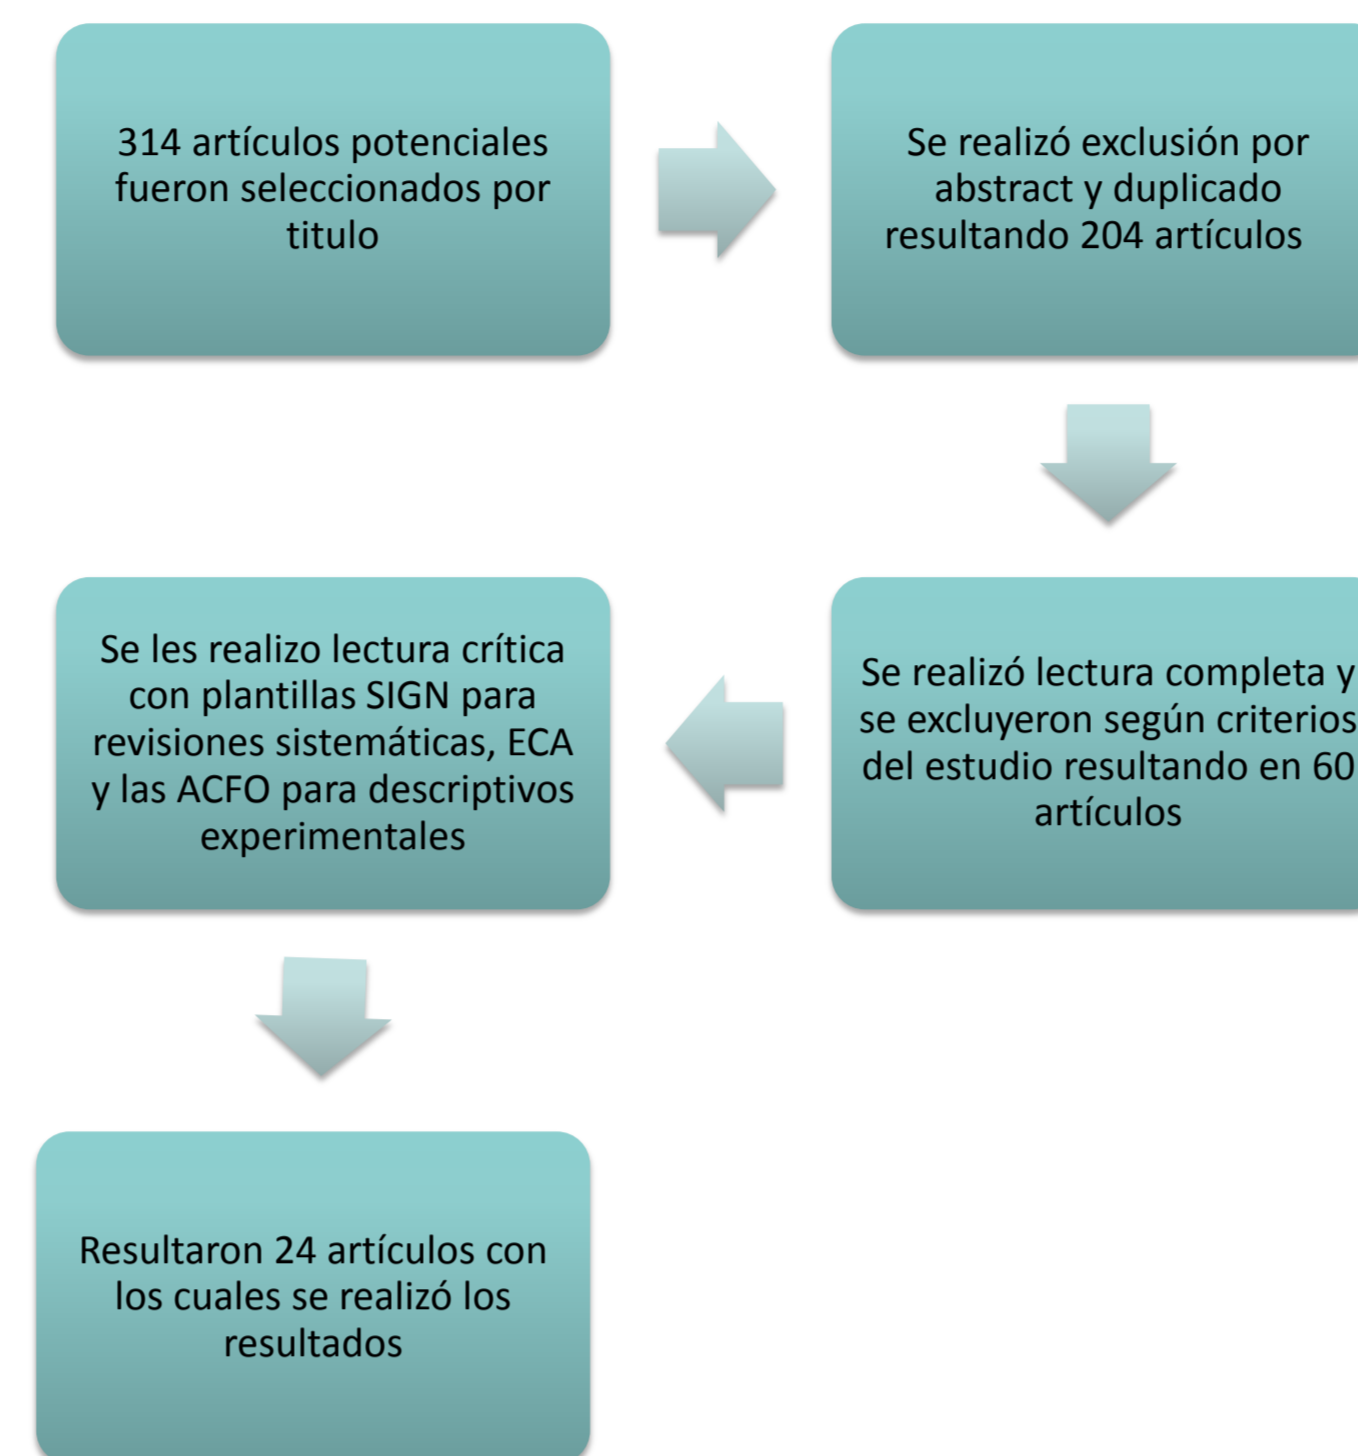 314 artículos potenciales
fueron seleccionados por
titulo
Se realizó exclusión por
abstract y duplicado
resultando 204 artículos
Se realizó lectura completa y
se excluyeron según criterios
del estudio resultando en 60
artículos
Se les realizo lectura crítica
con plantillas SIGN para
revisiones sistemáticas, ECA
y las ACFO para descriptivos
experimentales
Resultaron 24 artículos con
los cuales se realizó los
resultados